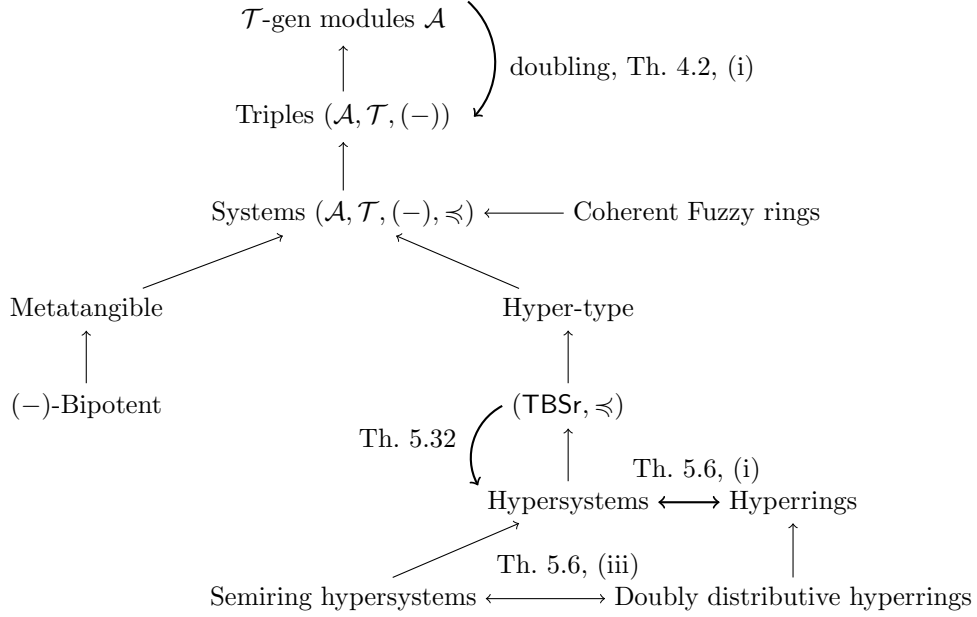 𝒯-gen modules 𝒜
doubling, Th. 4.2, (i)
Triples (𝒜, 𝒯, (−))
Systems (𝒜, 𝒯, (−), ≼)
Coherent Fuzzy rings
Metatangible
Hyper-type
(−)-Bipotent
(TBSr, ≼)
Th. 5.32
Th. 5.6, (i)
Hypersystems
Hyperrings
Th. 5.6, (iii)
Semiring hypersystems
Doubly distributive hyperrings